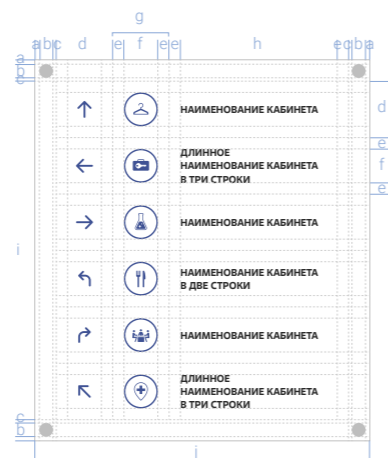 g
a b c d e f e e h e c b a
a
b
c
НАИМЕНОВАНИЕ КАБИНЕТА
d
ДЛИННОЕ
НАИМЕНОВАНИЕ КАБИНЕТА
В ТРИ СТРОКИ
e
f
e
НАИМЕНОВАНИЕ КАБИНЕТА
i
НАИМЕНОВАНИЕ КАБИНЕТА
В ДВЕ СТРОКИ
НАИМЕНОВАНИЕ КАБИНЕТА
ДЛИННОЕ
НАИМЕНОВАНИЕ КАБИНЕТА
В ТРИ СТРОКИ
c
b
i